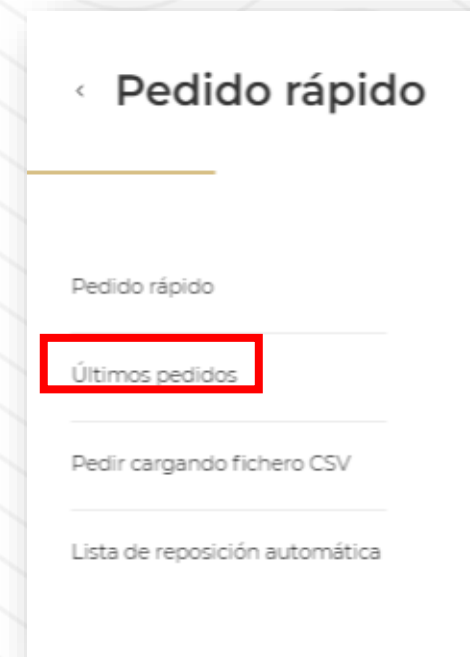 Pedido rápido
Pedido rápido
Últimos pedidos
Pedir cargando fichero CSV
Lista de reposición automática